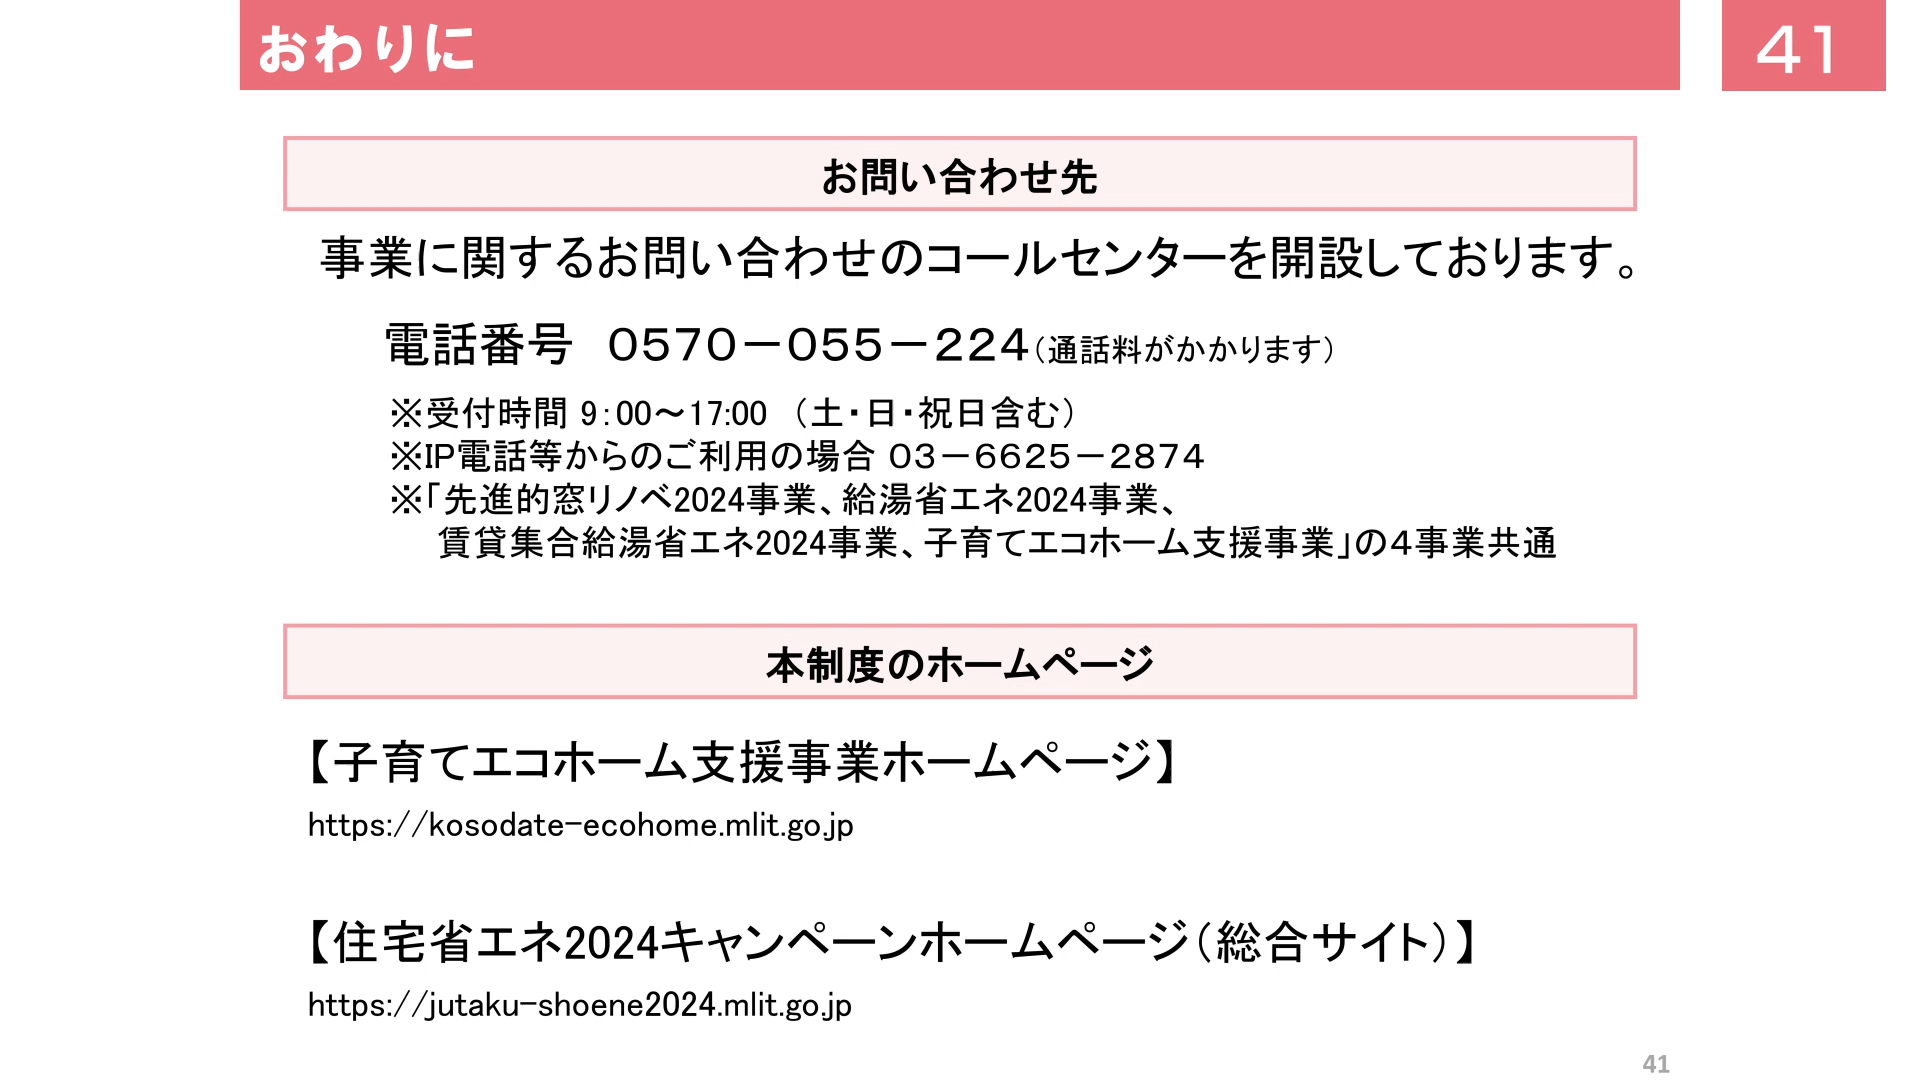 おわりに
41
お問い合わせ先
事業に関するお問い合わせのコールセンターを開設しております。
電話番号　０５７０－０５５－２２４（通話料がかかります）
※受付時間 9：00～17:00 （土・日・祝日含む）
※IP電話等からのご利用の場合 ０３－６６２５－２８７４
※「先進的窓リノベ2024事業、給湯省エネ2024事業、
賃貸集合給湯省エネ2024事業、子育てエコホーム支援事業」の４事業共通
本制度のホームページ
【子育てエコホーム支援事業ホームページ】
https://kosodate-ecohome.mlit.go.jp
【住宅省エネ2024キャンペーンホームページ（総合サイト）】
https://jutaku-shoene2024.mlit.go.jp
41